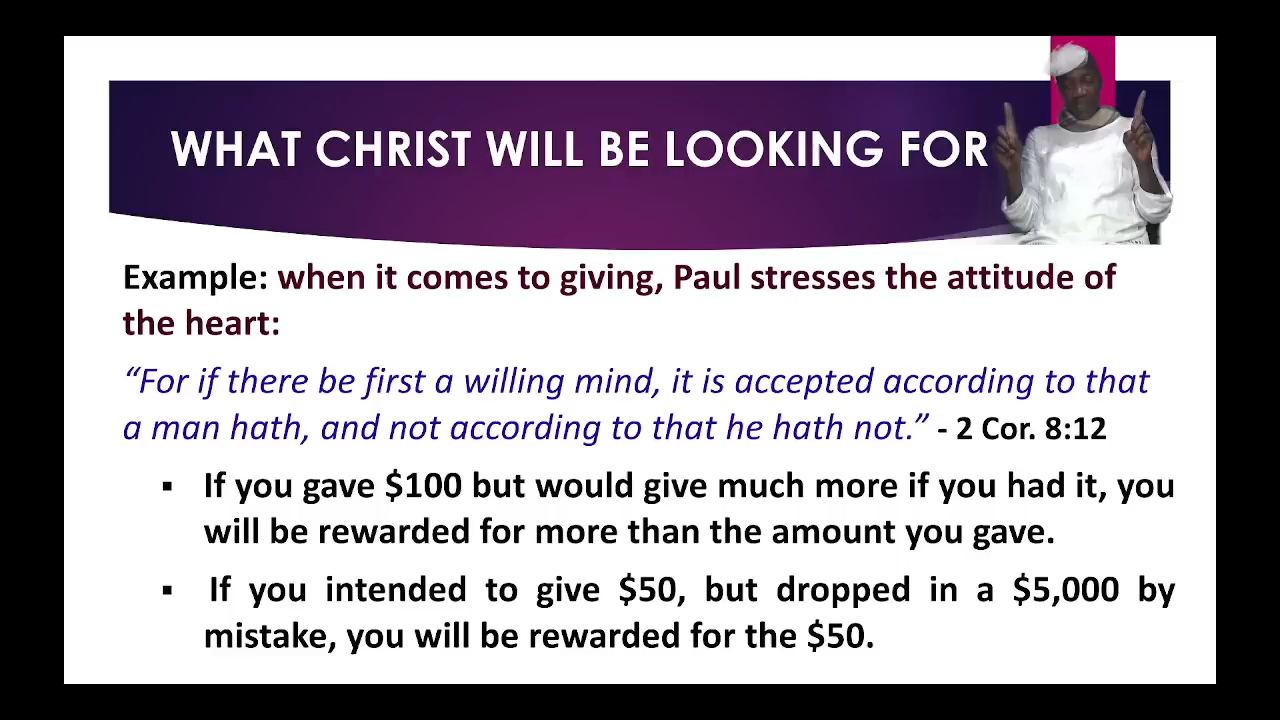 WHAT CHRIST WILL BE LOOKING FOR
Example: when it comes to giving, Paul stresses the attitude of
the heart:
“For if there be first a willing mind, it is accepted according to that
a man hath, and not according to that he hath not.” - 2 Cor. 8:12
▪ If you gave $100 but would give much more if you had it, you
will be rewarded for more than the amount you gave.
▪ If you intended to give $50, but dropped in a $5,000 by
mistake, you will be rewarded for the $50.